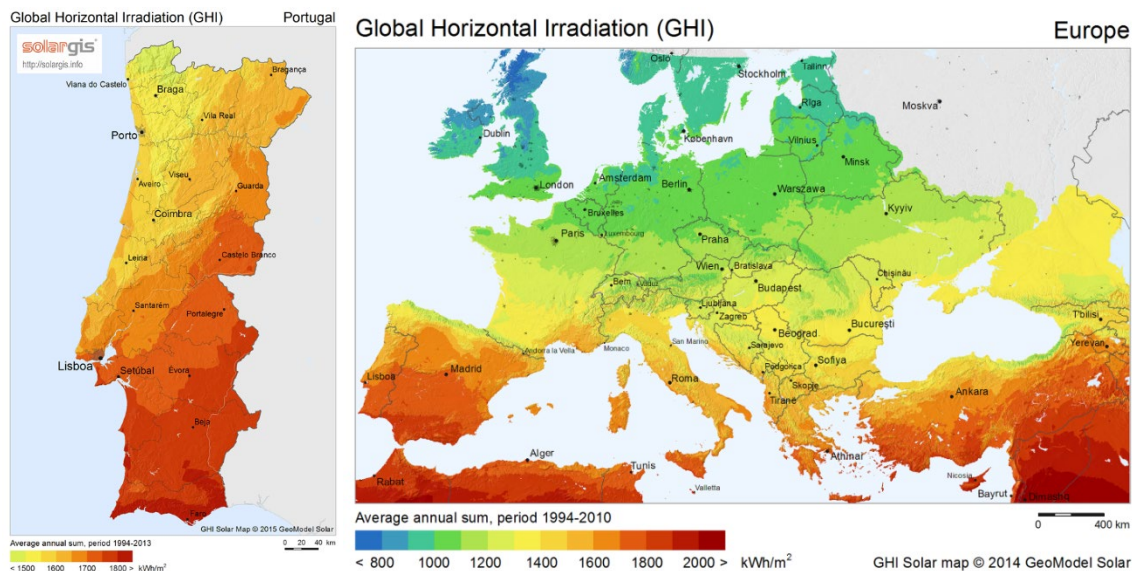 Global Horizontal Irradiation (GHI) Portugal
solargis
http://solargis.info
Bragança
Viana do Castelo
Braga
Vila Real
Porto
Viseu
Aveiro
Guarda
Coimbra
Leiria
Castelo Branco
Santarém
Portalegre
Lisboa
Setúbal
Évora
Beja
Faro
GHI Solar Map © 2015 GeoModel Solar
Average annual sum, period 1994-2013
0 20 40 km
< 1500 1600 1700 1800 > kWh/m²
Global Horizontal Irradiation (GHI) Europe
Oslo
Stockholm
Tallinn
Rīga
Moskva
Dublin
København
Vilnius
Minsk
London
Amsterdam
Berlin
Warszawa
Bruxelles
Kyyiv
Paris
Luxembourg
Praha
Wien
Bratislava
Bern
Vaduz
Budapest
Chişinău
Ljubljana
Zagreb
Beograd
Bucureşti
T'bilisi
San Marino
Monaco
Sarajevo
Andorra la Vella
Yerevan
Podgorica
Sofiya
Lisboa
Madrid
Roma
Skopje
Tiranë
Ankara
Alger
Tunis
Athínai
Nicosia
Rabat
Valletta
Bayrut
Dimashq
Average annual sum, period 1994-2010
0 400 km
< 800 1000 1200 1400 1600 1800 2000 > kWh/m²
GHI Solar map © 2014 GeoModel Solar